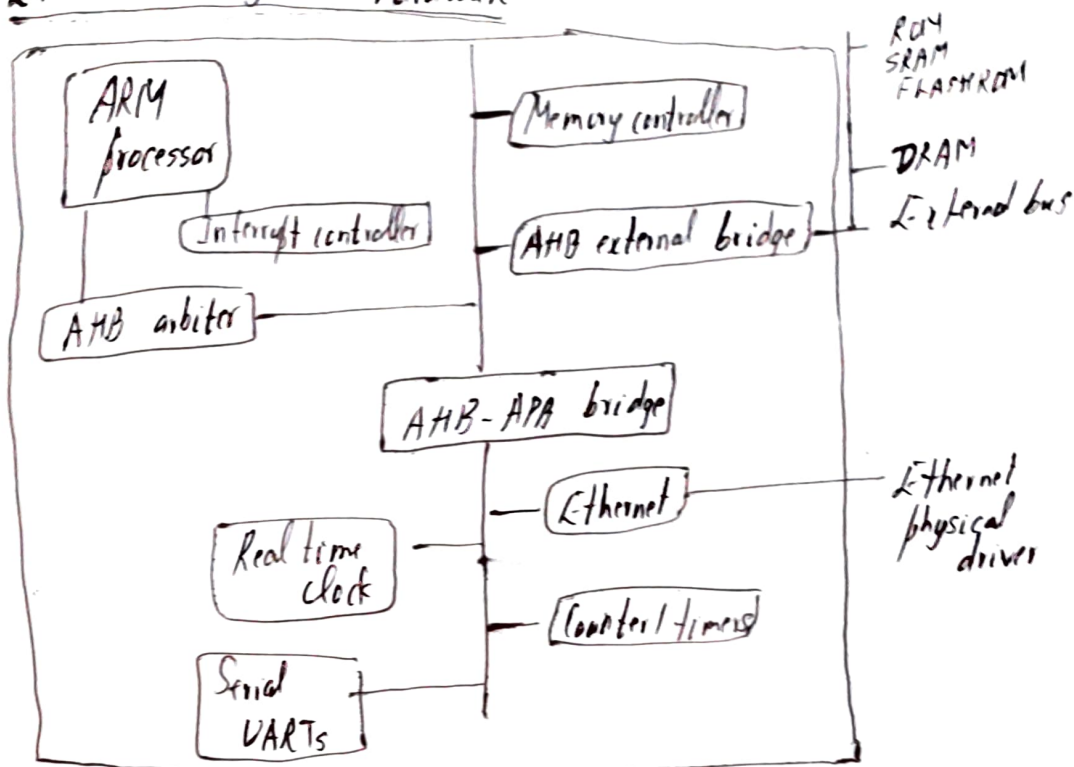 ARM
processor
Memory controller
ROM
SRAM
FLASHROM
DRAM
Interrupt controller
AHB external bridge
External bus
AHB arbiter
AHB-APB bridge
Ethernet
Ethernet
physical
driver
Real time
clock
Counter/timers
Serial
UARTs